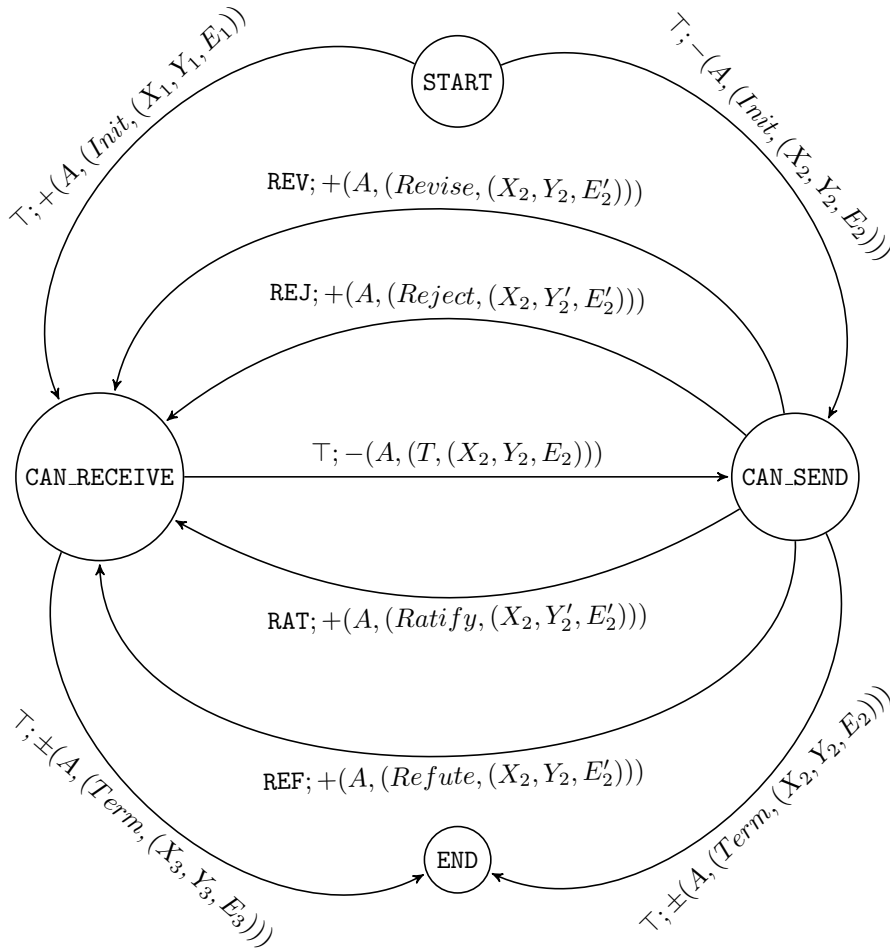 START
⊤; +(A, (Init, (X₁, Y₁, E₁))
⊤; −(A, (Init, (X₂, Y₂, E₂)))
REV; +(A, (Revise, (X₂, Y₂, E′₂)))
REJ; +(A, (Reject, (X₂, Y′₂, E′₂)))
CAN_RECEIVE
⊤; −(A, (T, (X₂, Y₂, E₂)))
CAN_SEND
RAT; +(A, (Ratify, (X₂, Y′₂, E′₂)))
REF; +(A, (Refute, (X₂, Y₂, E′₂)))
⊤; ±(A, (Term, (X₃, Y₃, E₃)))
⊤; ±(A, (Term, (X₂, Y₂, E₂)))
END